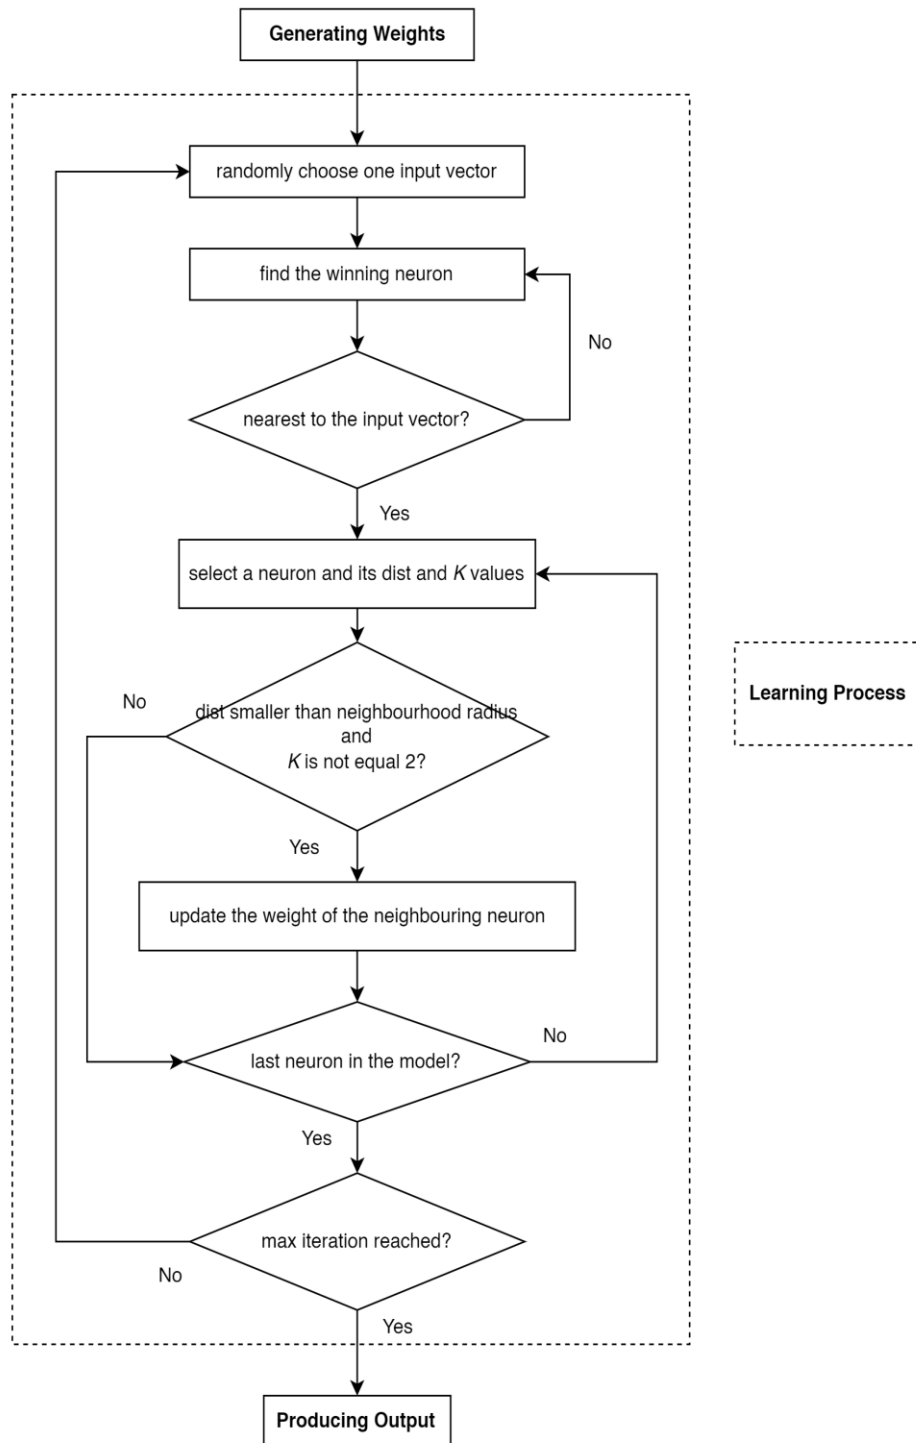 Generating Weights
randomly choose one input vector
find the winning neuron
No
nearest to the input vector?
Yes
select a neuron and its dist and K values
No
dist smaller than neighbourhood radius
and
K is not equal 2?
Learning Process
Yes
update the weight of the neighbouring neuron
No
last neuron in the model?
Yes
max iteration reached?
No
Yes
Producing Output